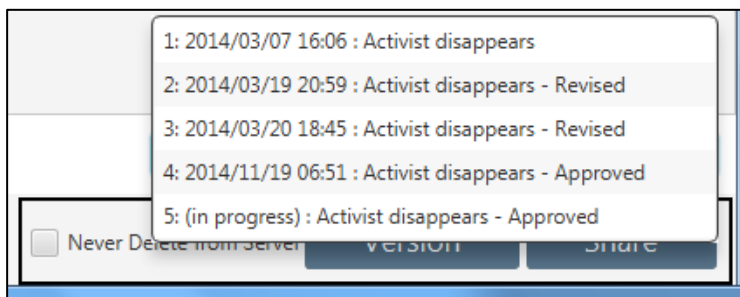 1: 2014/03/07 16:06 : Activist disappears
2: 2014/03/19 20:59 : Activist disappears - Revised
3: 2014/03/20 18:45 : Activist disappears - Revised
4: 2014/11/19 06:51 : Activist disappears - Approved
5: (in progress) : Activist disappears - Approved
Never Delete from Server Version Share